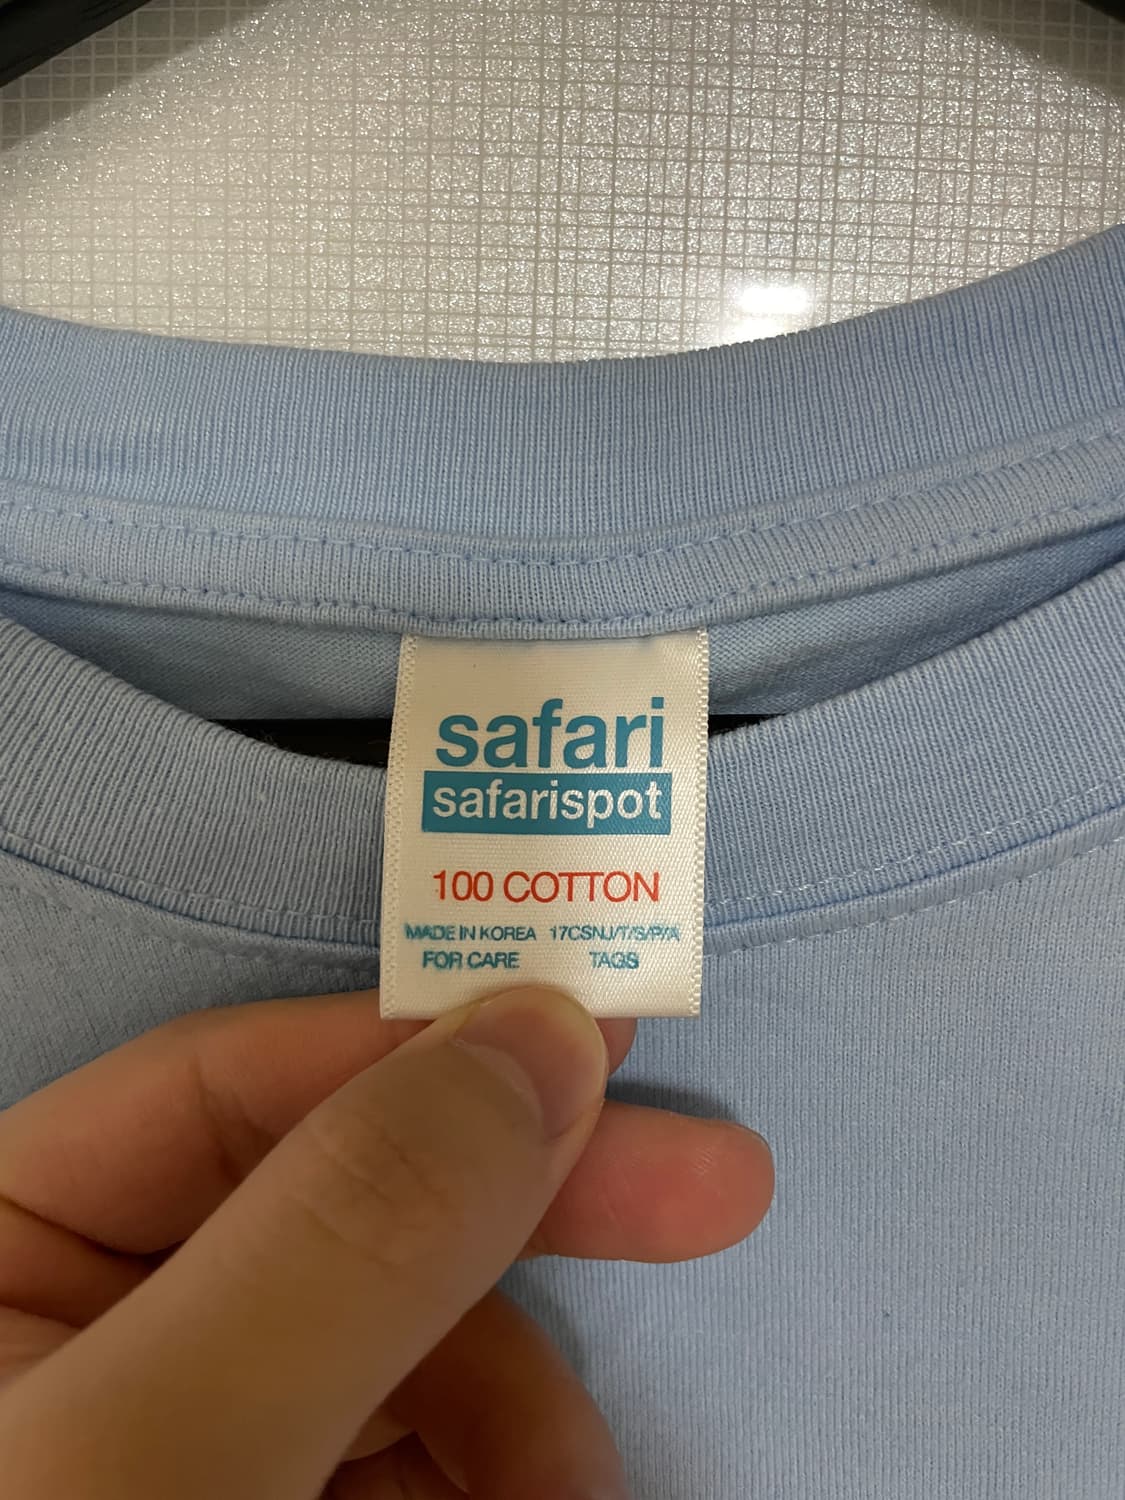 safari
safarispot
100 COTTON
MADE IN KOREA 17CSNJ/T/S/P/A
FOR CARE TAGS